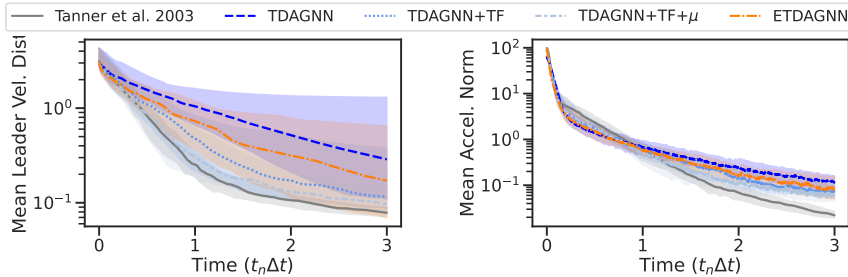 Tanner et al. 2003 TDAGNN TDAGNN+TF TDAGNN+TF+μ ETDAGNN
Mean Leader Vel. Dist
10⁰
10⁻¹
0 1 2 3
Time (tₙΔt)
Mean Accel. Norm
10²
10¹
10⁰
10⁻¹
0 1 2 3
Time (tₙΔt)